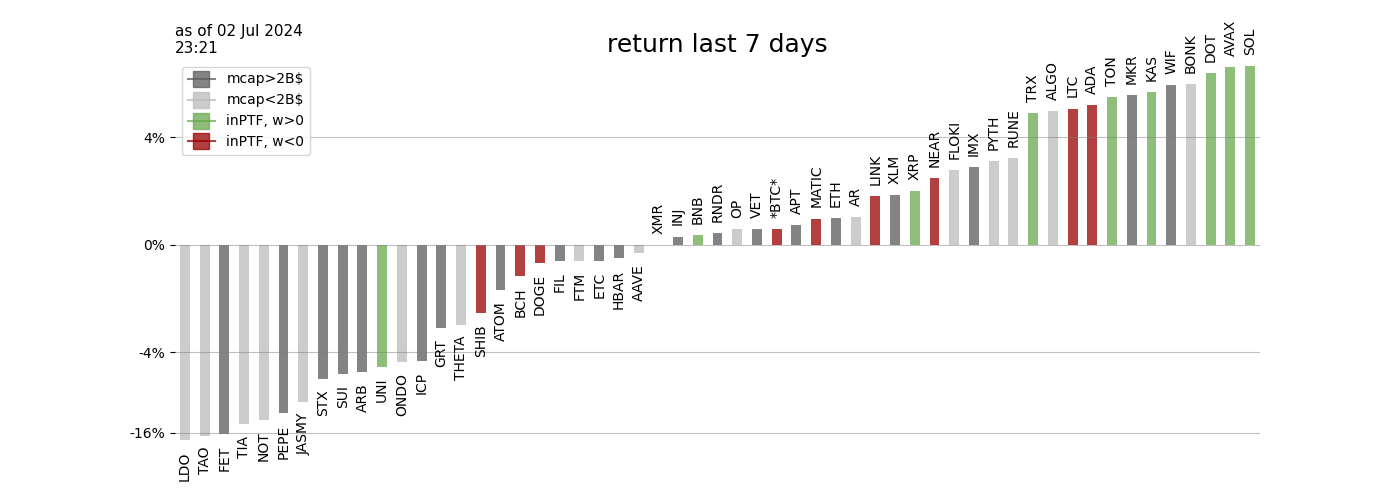 as of 02 Jul 2024
23:21
return last 7 days
mcap>2B$
mcap<2B$
inPTF, w>0
inPTF, w<0
4%
0%
-4%
-16%
LDO
TAO
FET
TIA
NOT
PEPE
JASMY
STX
SUI
ARB
UNI
ONDO
ICP
GRT
THETA
SHIB
ATOM
BCH
DOGE
FIL
FTM
ETC
HBAR
AAVE
XMR
INJ
BNB
RNDR
OP
VET
*BTC*
APT
MATIC
ETH
AR
LINK
XLM
XRP
NEAR
FLOKI
IMX
PYTH
RUNE
TRX
ALGO
LTC
ADA
TON
MKR
KAS
WIF
BONK
DOT
AVAX
SOL